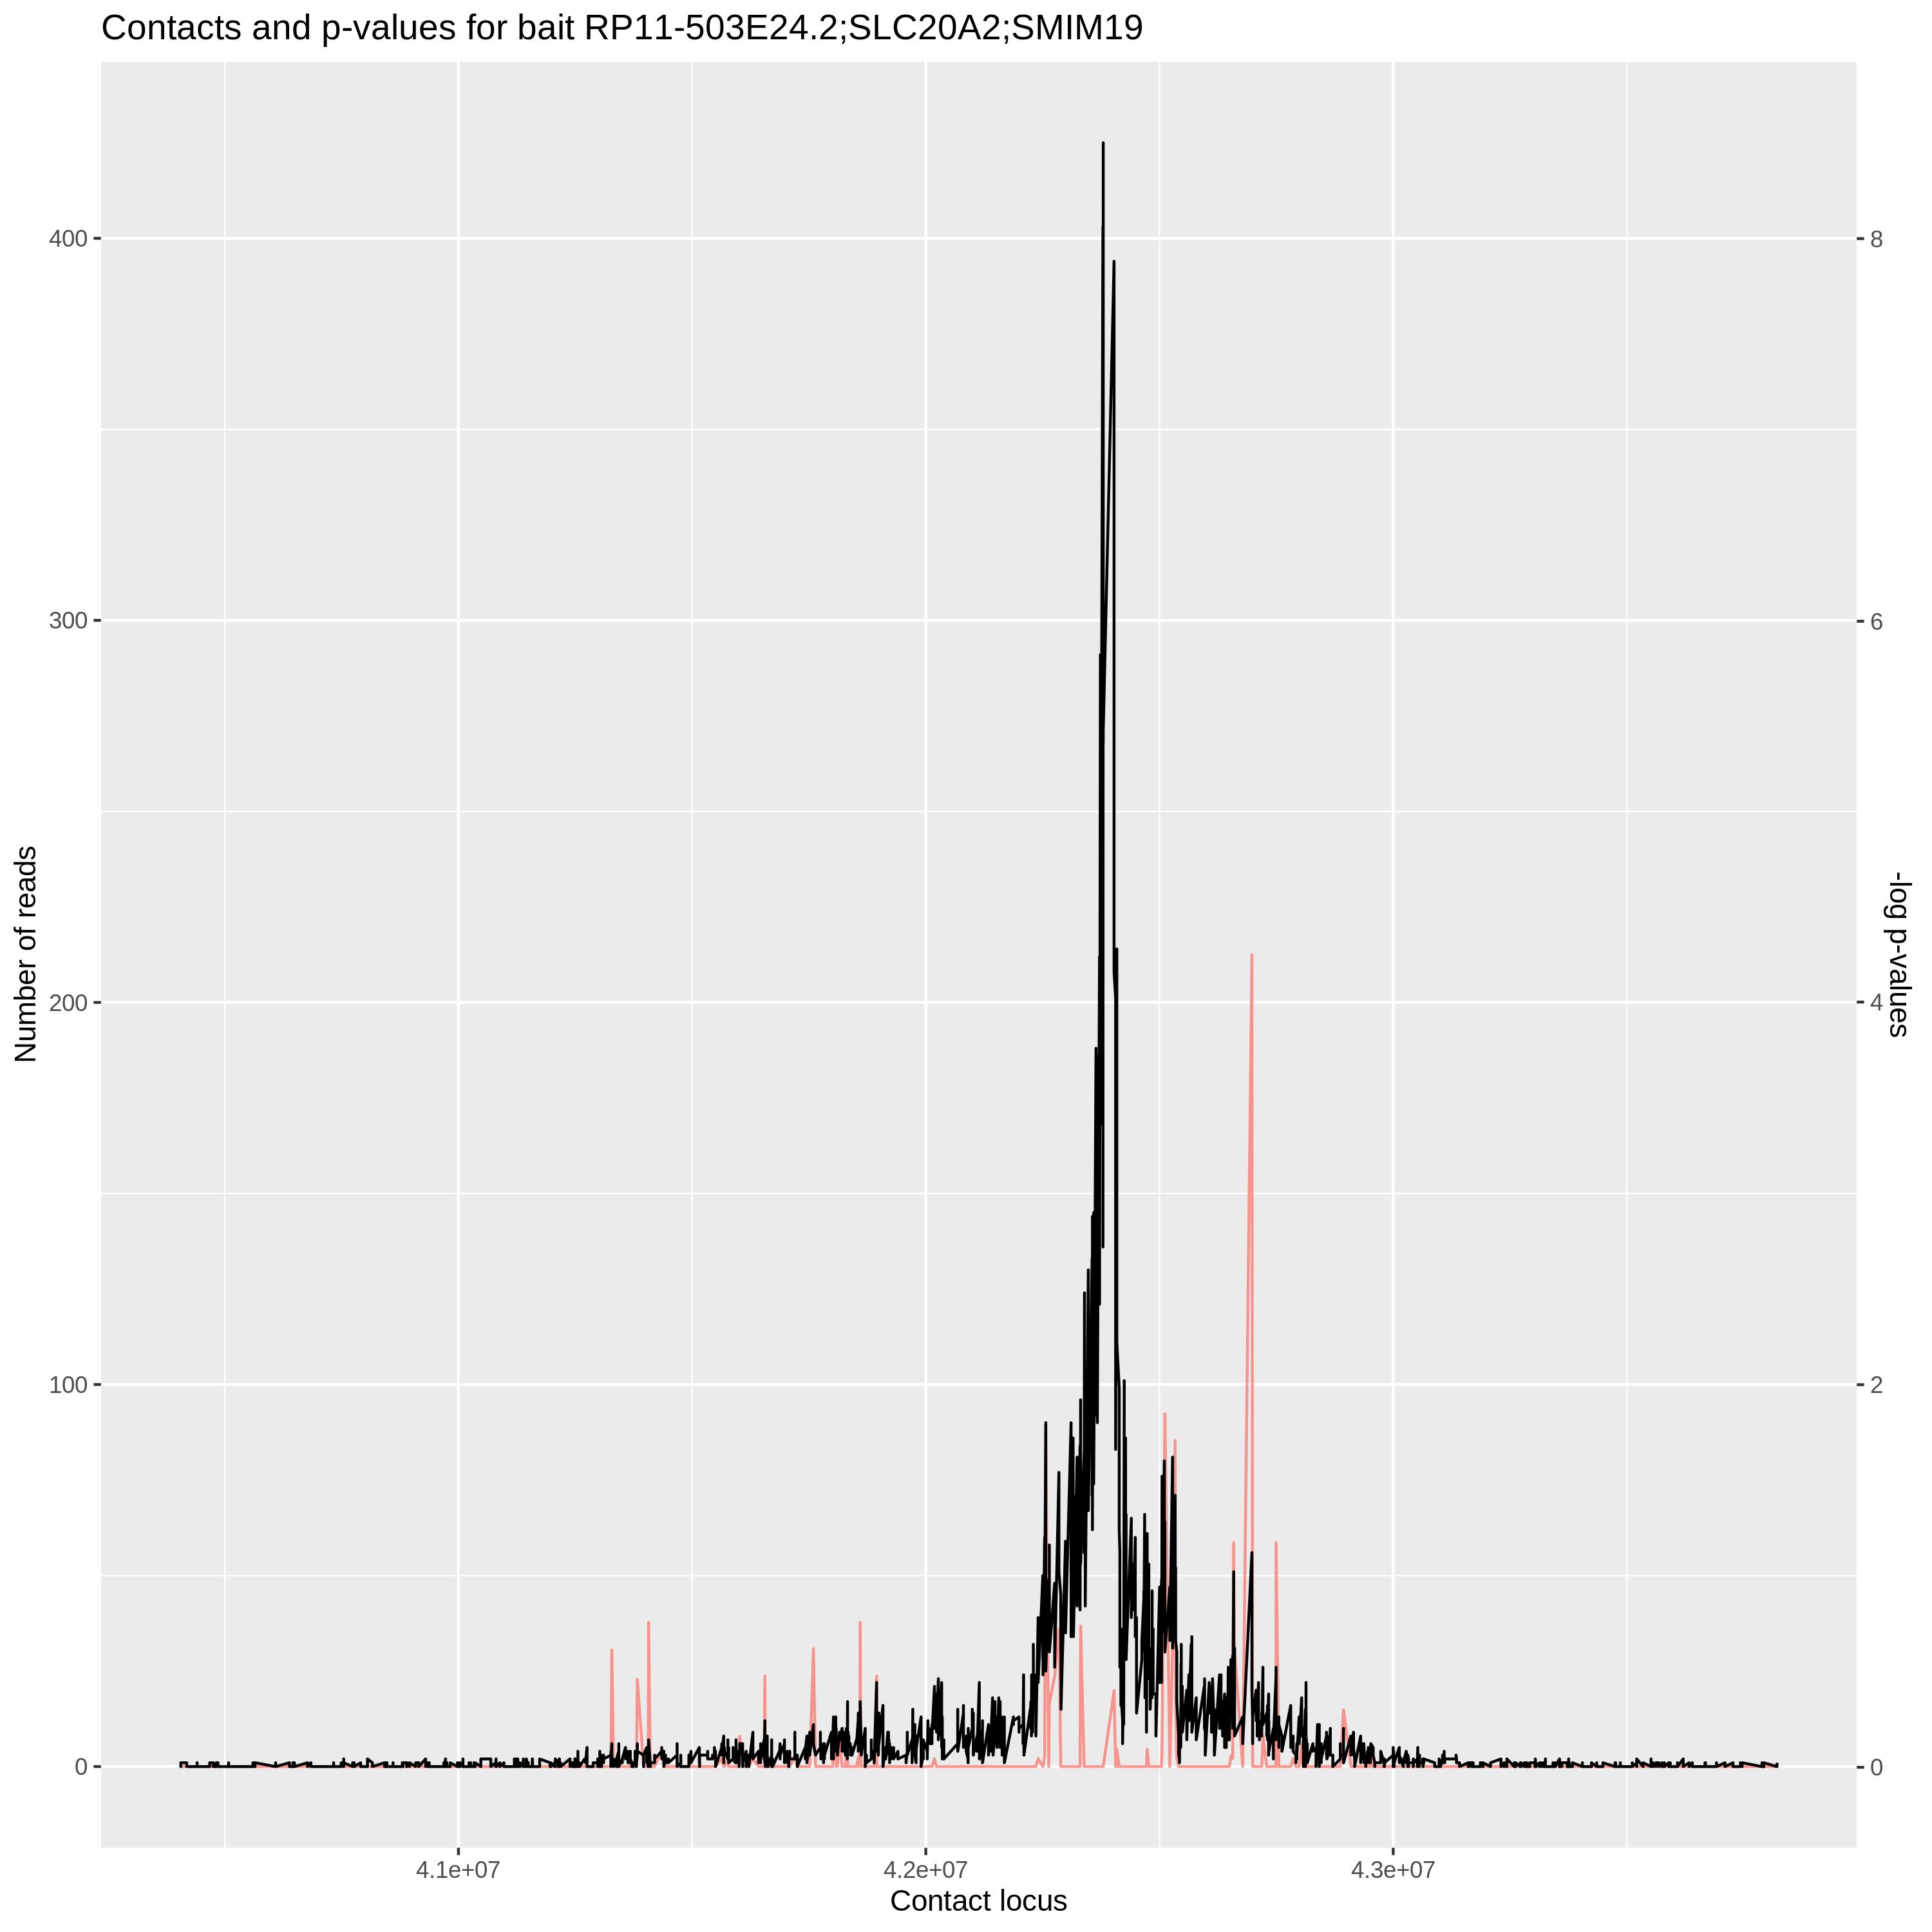 Contacts and p-values for bait RP11-503E24.2;SLC20A2;SMIM19
400
300
200
100
0
Number of reads
8
6
4
2
0
-log p-values
4.1e+07 4.2e+07 4.3e+07
Contact locus